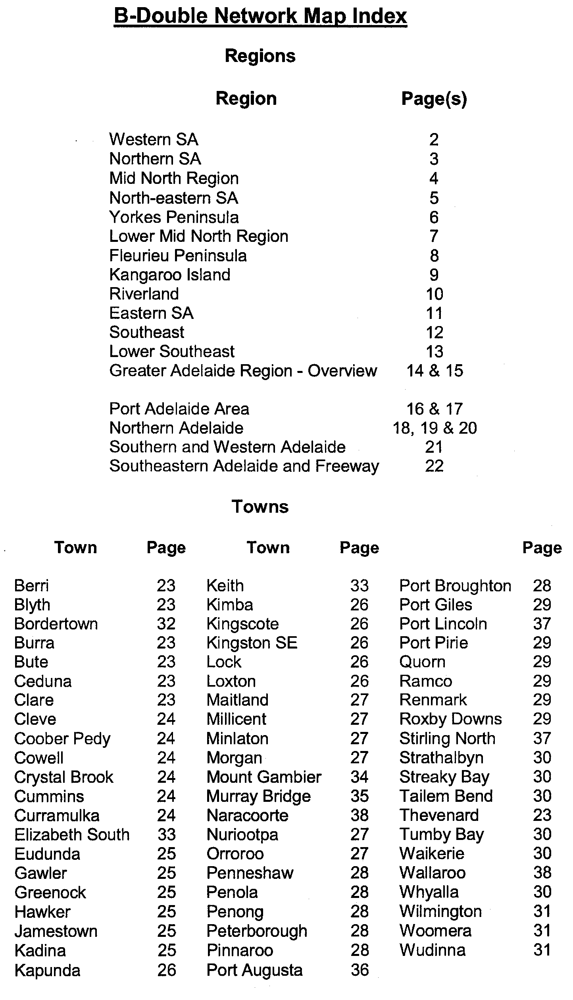 B-Double Network Map Index
Regions
Region Page(s)
Western SA 2
Northern SA 3
Mid North Region 4
North-eastern SA 5
Yorkes Peninsula 6
Lower Mid North Region 7
Fleurieu Peninsula 8
Kangaroo Island 9
Riverland 10
Eastern SA 11
Southeast 12
Lower Southeast 13
Greater Adelaide Region - Overview 14 & 15
Port Adelaide Area 16 & 17
Northern Adelaide 18, 19 & 20
Southern and Western Adelaide 21
Southeastern Adelaide and Freeway 22
Towns
Town Page Town Page Page
Berri 23 Keith 33 Port Broughton 28
Blyth 23 Kimba 26 Port Giles 29
Bordertown 32 Kingscote 26 Port Lincoln 37
Burra 23 Kingston SE 26 Port Pirie 29
Bute 23 Lock 26 Quorn 29
Ceduna 23 Loxton 26 Ramco 29
Clare 23 Maitland 27 Renmark 29
Cleve 24 Millicent 27 Roxby Downs 29
Coober Pedy 24 Minlaton 27 Stirling North 37
Cowell 24 Morgan 27 Strathalbyn 30
Crystal Brook 24 Mount Gambier 34 Streaky Bay 30
Cummins 24 Murray Bridge 35 Tailem Bend 30
Curramulka 24 Naracoorte 38 Thevenard 23
Elizabeth South 33 Nuriootpa 27 Tumby Bay 30
Eudunda 25 Orroroo 27 Waikerie 30
Gawler 25 Penneshaw 28 Wallaroo 38
Greenock 25 Penola 28 Whyalla 30
Hawker 25 Penong 28 Wilmington 31
Jamestown 25 Peterborough 28 Woomera 31
Kadina 25 Pinnaroo 28 Wudinna 31
Kapunda 26 Port Augusta 36